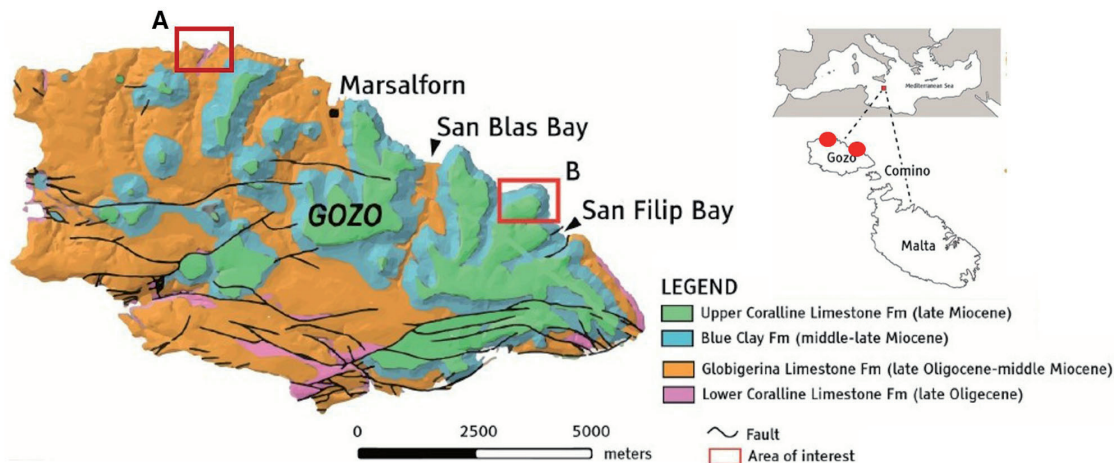 A
Marsalforn
San Blas Bay
B
GOZO
San Filip Bay
Mediterranean Sea
Gozo
Comino
Malta
LEGEND
Upper Coralline Limestone Fm (late Miocene)
Blue Clay Fm (middle-late Miocene)
Globigerina Limestone Fm (late Oligocene-middle Miocene)
Lower Coralline Limestone Fm (late Oligecene)
Fault
Area of interest
0 2500 5000
meters